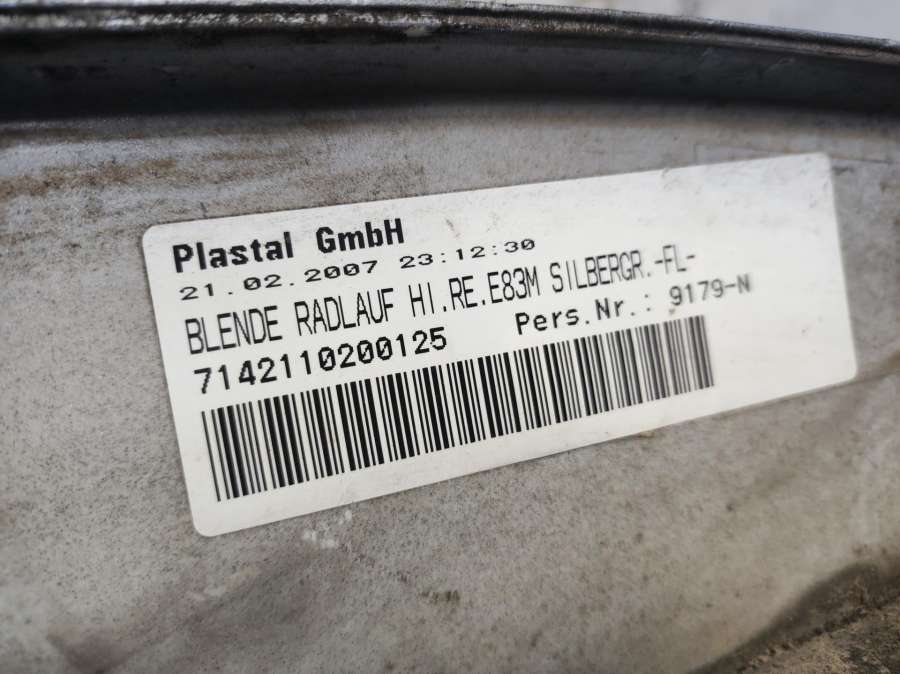 Plastal GmbH
21.02.2007 23:12:30
BLENDE RADLAUF HI.RE.E83M SILBERGR.-FL-
7142110200125 Pers.Nr.: 9179-N